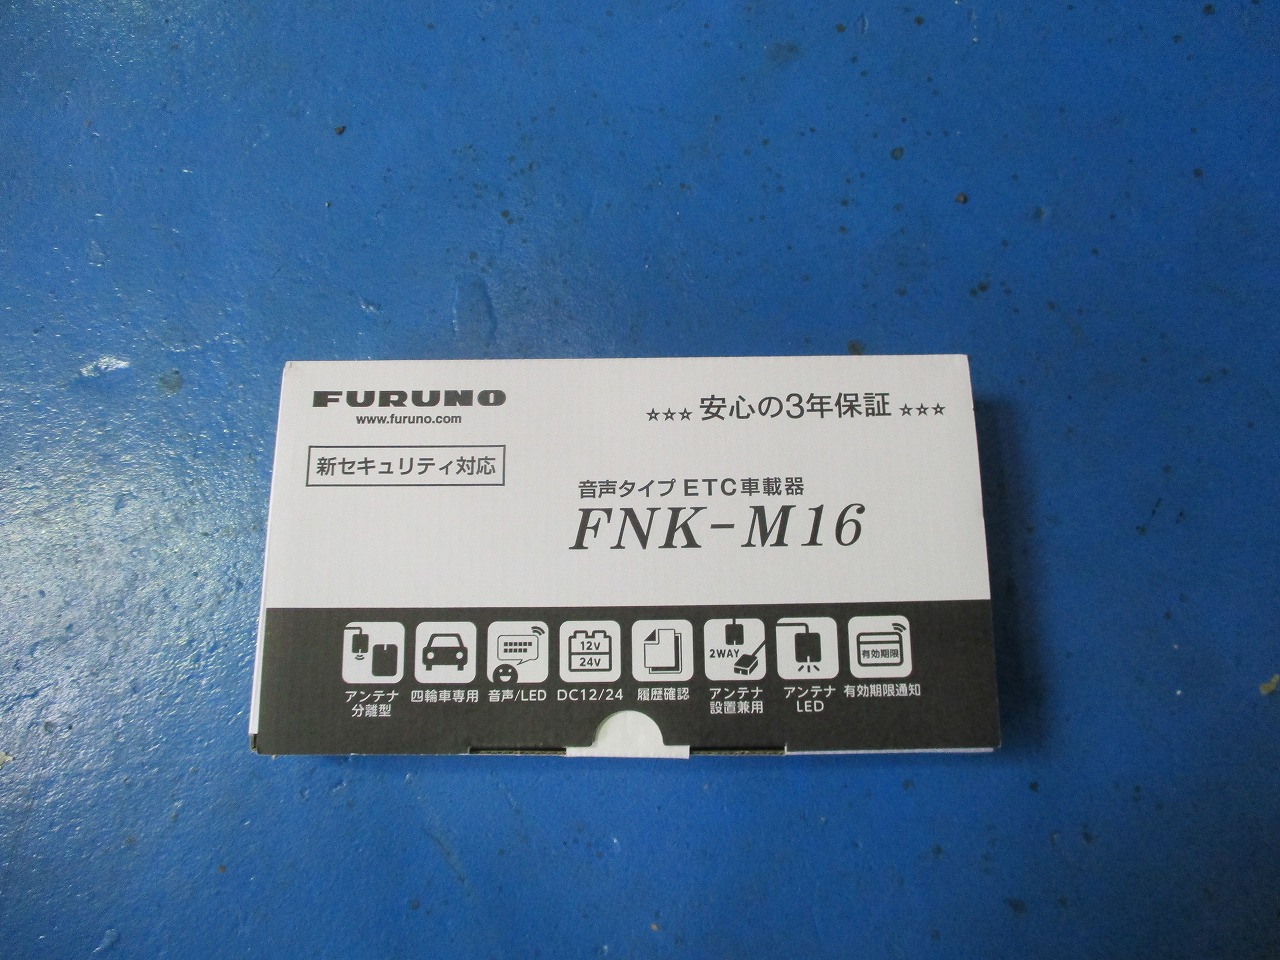 FURUNO
www.furuno.com
☆☆☆ 安心の3年保証 ☆☆☆
新セキュリティ対応
音声タイプ ETC車載器
FNK-M16
12V
24V
2WAY
有効期限
アンテナ
分離型
四輪車専用
音声/LED
DC12/24
履歴確認
アンテナ
設置兼用
アンテナ
LED
有効期限通知